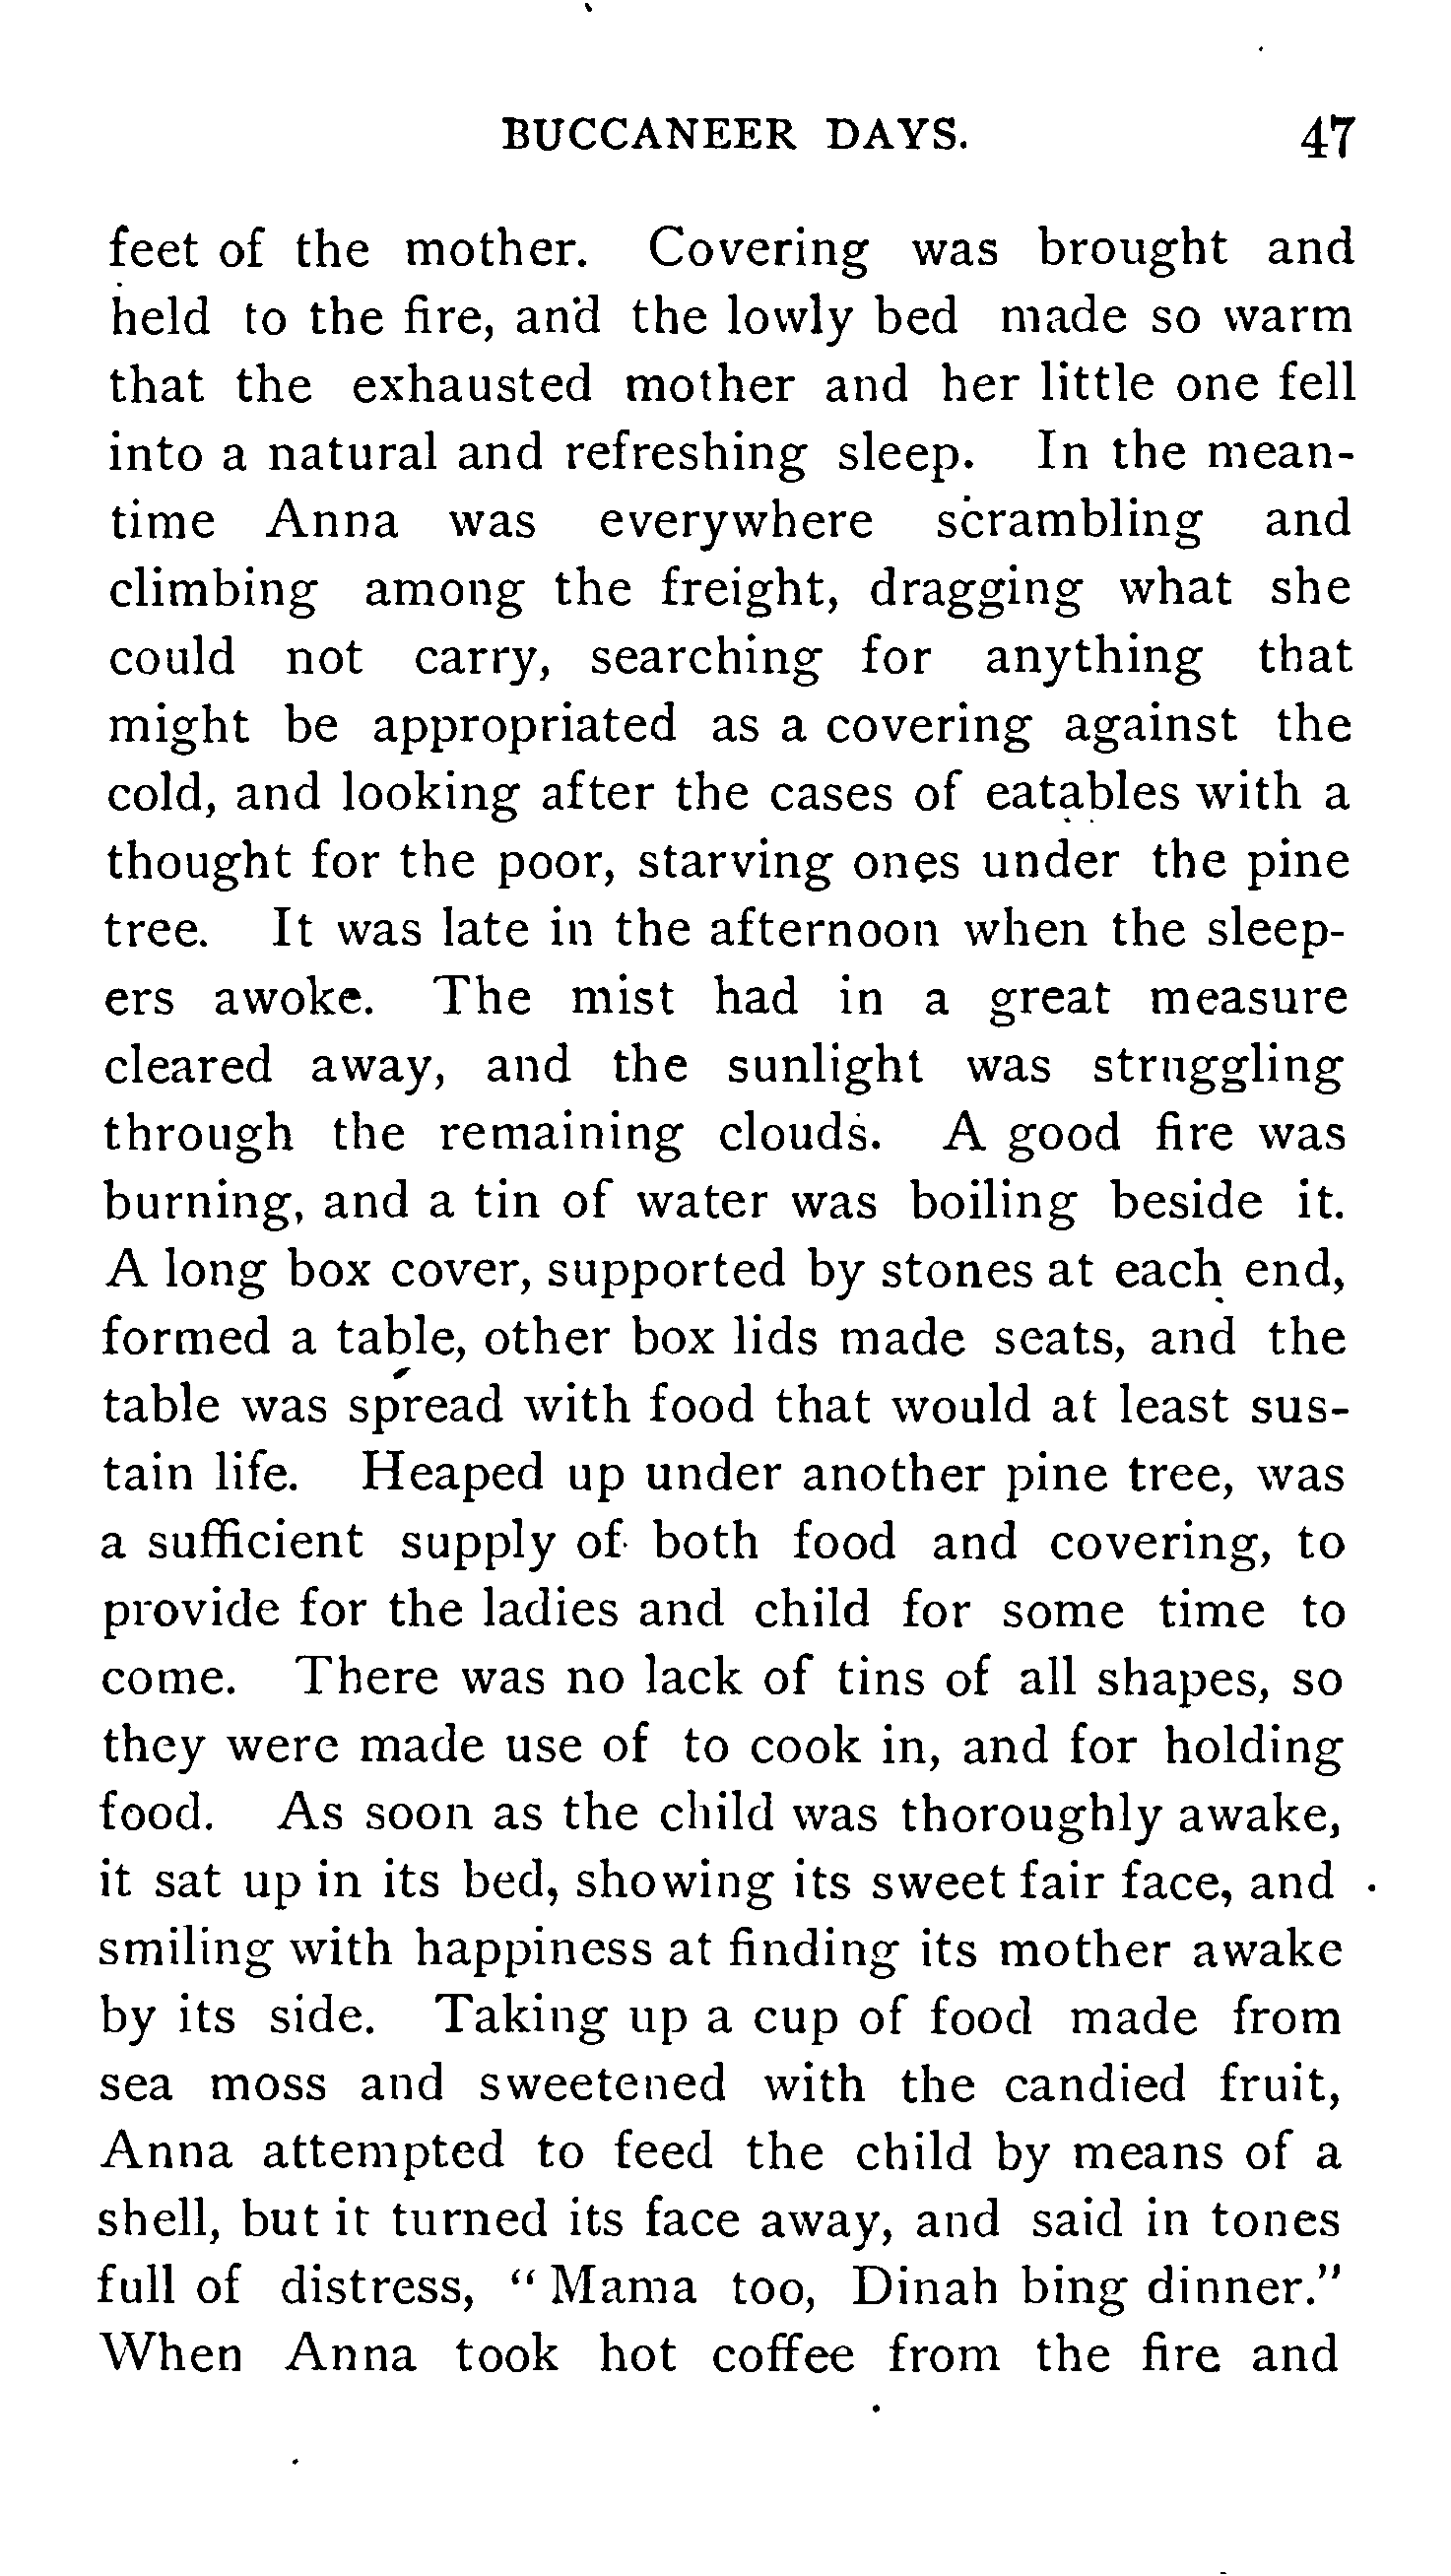 BUCCANEER DAYS. 47
feet of the mother. Covering was brought and
held to the fire, and the lowly bed made so warm
that the exhausted mother and her little one fell
into a natural and refreshing sleep. In the mean-
time Anna was everywhere scrambling and
climbing among the freight, dragging what she
could not carry, searching for anything that
might be appropriated as a covering against the
cold, and looking after the cases of eatables with a
thought for the poor, starving ones under the pine
tree. It was late in the afternoon when the sleep-
ers awoke. The mist had in a great measure
cleared away, and the sunlight was strnggling
through the remaining clouds. A good fire was
burning, and a tin of water was boiling beside it.
A long box cover, supported by stones at each end,
formed a table, other box lids made seats, and the
table was spread with food that would at least sus-
tain life. Heaped up under another pine tree, was
a sufficient supply of both food and covering, to
provide for the ladies and child for some time to
come. There was no lack of tins of all shapes, so
they were made use of to cook in, and for holding
food. As soon as the child was thoroughly awake,
it sat up in its bed, showing its sweet fair face, and
smiling with happiness at finding its mother awake
by its side. Taking up a cup of food made from
sea moss and sweetened with the candied fruit,
Anna attempted to feed the child by means of a
shell, but it turned its face away, and said in tones
full of distress, "Mama too, Dinah bing dinner."
When Anna took hot coffee from the fire and